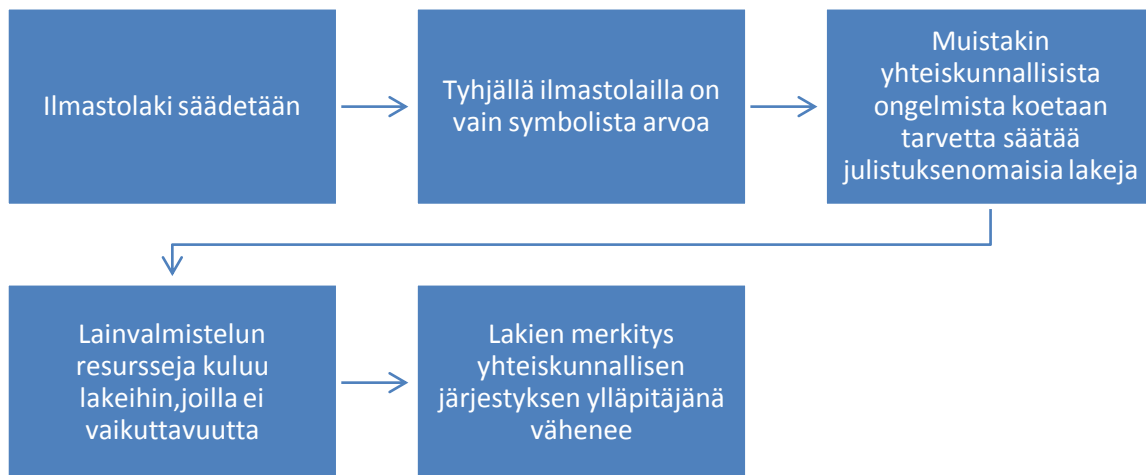 Ilmastolaki säädetään
Tyhjällä ilmastolailla on
vain symbolista arvoa
Muistakin
yhteiskunnallisista
ongelmista koetaan
tarvetta säätää
julistuksenomaisia lakeja
Lainvalmistelun
resursseja kuluu
lakeihin,joilla ei
vaikuttavuutta
Lakien merkitys
yhteiskunnallisen
järjestyksen ylläpitäjänä
vähenee